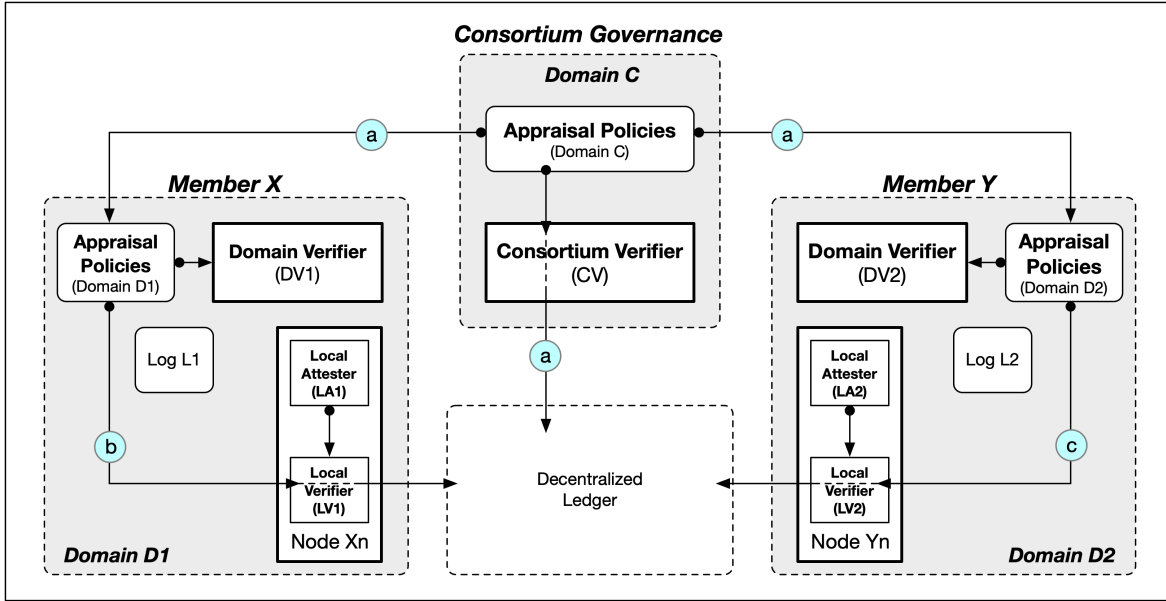 Consortium Governance
Domain C
Appraisal Policies
(Domain C)
a
a
Member X
Member Y
Appraisal
Policies
(Domain D1)
Domain Verifier
(DV1)
Consortium Verifier
(CV)
Domain Verifier
(DV2)
Appraisal
Policies
(Domain D2)
Log L1
Local
Attester
(LA1)
a
Local
Attester
(LA2)
Log L2
b
Local
Verifier
(LV1)
Node Xn
Decentralized
Ledger
Local
Verifier
(LV2)
Node Yn
c
Domain D1
Domain D2